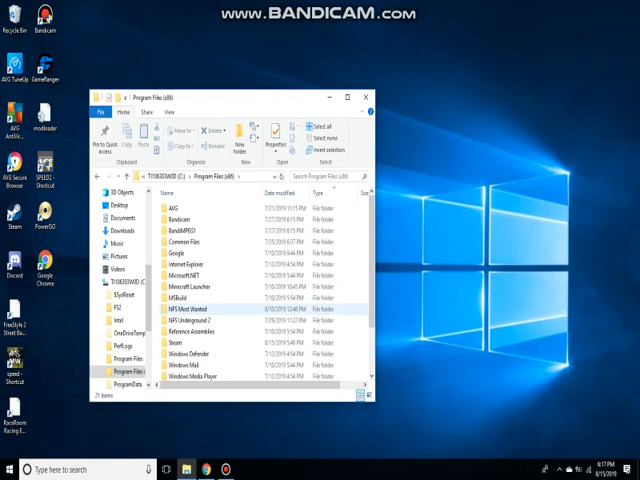 www.BANDICAM.com
Recycle Bin
Bandicam
AVG TuneUp
GameRanger
AVG
modloader
AVG Secure Browser
SPEED2 - Shortcut
Steam
PowerISO
Discord
Google Chrome
FreeStyle 2 Street Ba...
speed - Shortcut
RaceRoom Racing E...
Program Files (x86)
File
Home
Share
View
Pin to Quick access
Copy
Paste
Move to
Copy to
Delete
Rename
New folder
Properties
Select all
Select none
Invert selection
Clipboard
Organize
New
Open
Select
(C:) > Program Files (x86) >
Search Program Files (x86)
Name
Date modified
Type
Size
3D Objects
Desktop
Documents
Downloads
Music
Pictures
Videos
$SysReset
Intel
OneDriveTemp
PerfLogs
Program Files
Program Files (
ProgramData
AVG 7/21/2019 11:15 PM File folder
Bandicam 7/27/2019 6:15 PM File folder
BandiMPEG1 7/27/2019 6:15 PM File folder
Common Files 7/25/2019 6:37 PM File folder
Google 7/10/2019 9:44 PM File folder
Internet Explorer 7/12/2019 4:54 PM File folder
Microsoft.NET 7/10/2019 5:44 PM File folder
Minecraft Launcher 7/10/2019 10:45 PM File folder
MSBuild 7/10/2019 5:54 PM File folder
NFS Most Wanted 8/10/2019 12:46 PM File folder
NFS Underground 2 7/28/2019 11:22 PM File folder
Reference Assemblies 7/10/2019 5:54 PM File folder
Steam 8/15/2019 5:49 PM File folder
Windows Defender 7/12/2019 4:54 PM File folder
Windows Mail 7/10/2019 5:44 PM File folder
Windows Media Player 7/12/2019 4:54 PM File folder
21 items
Type here to search
6:17 PM
8/15/2019